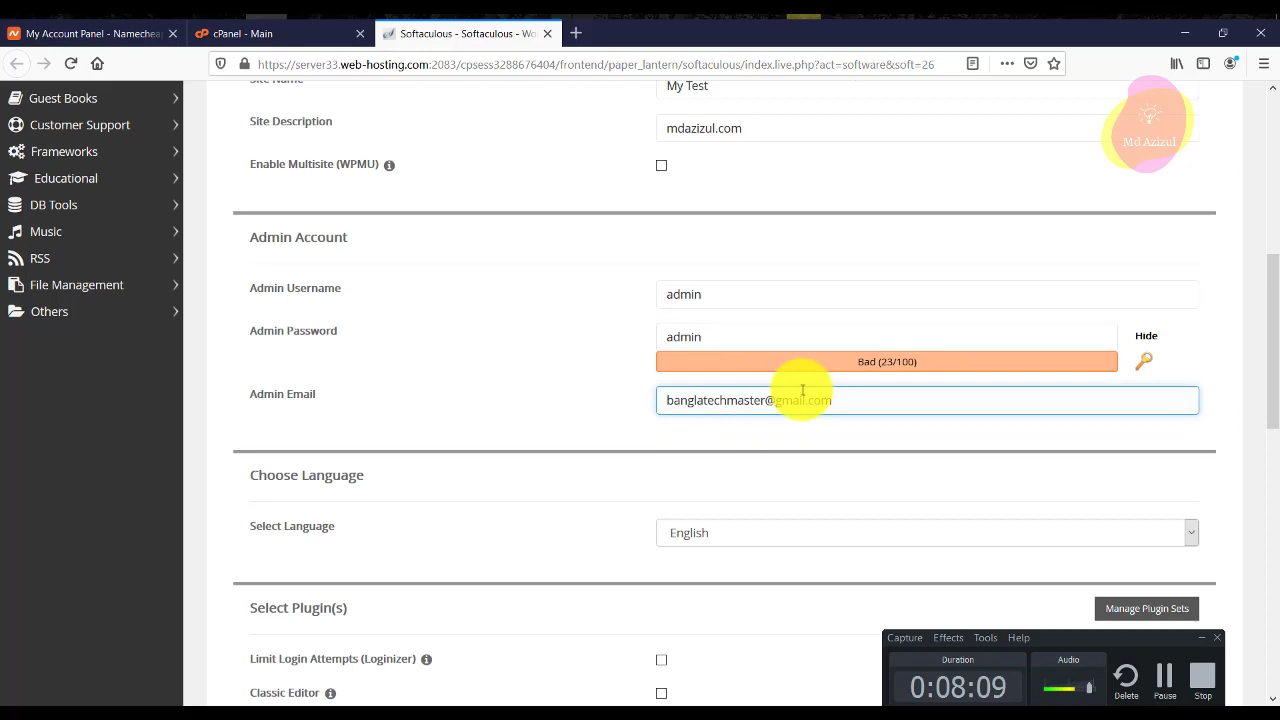 My Account Panel - Namecheap
cPanel - Main
Softaculous - Softaculous - Wo
https://server33.web-hosting.com:2083/cpsess3288676404/frontend/paper_lantern/softaculous/index.live.php?act=software&soft=26
Guest Books
Customer Support
Frameworks
Educational
DB Tools
Music
RSS
File Management
Others
Site Name
My Test
Site Description
mdazizul.com
Md Azizul
Enable Multisite (WPMU)
Admin Account
Admin Username
admin
Admin Password
admin
Hide
Bad (23/100)
Admin Email
banglatechmaster@gmail.com
Choose Language
Select Language
English
Select Plugin(s)
Manage Plugin Sets
Limit Login Attempts (Loginizer)
Classic Editor
Capture Effects Tools Help
Duration
Audio
0:08:09
Delete
Pause
Stop